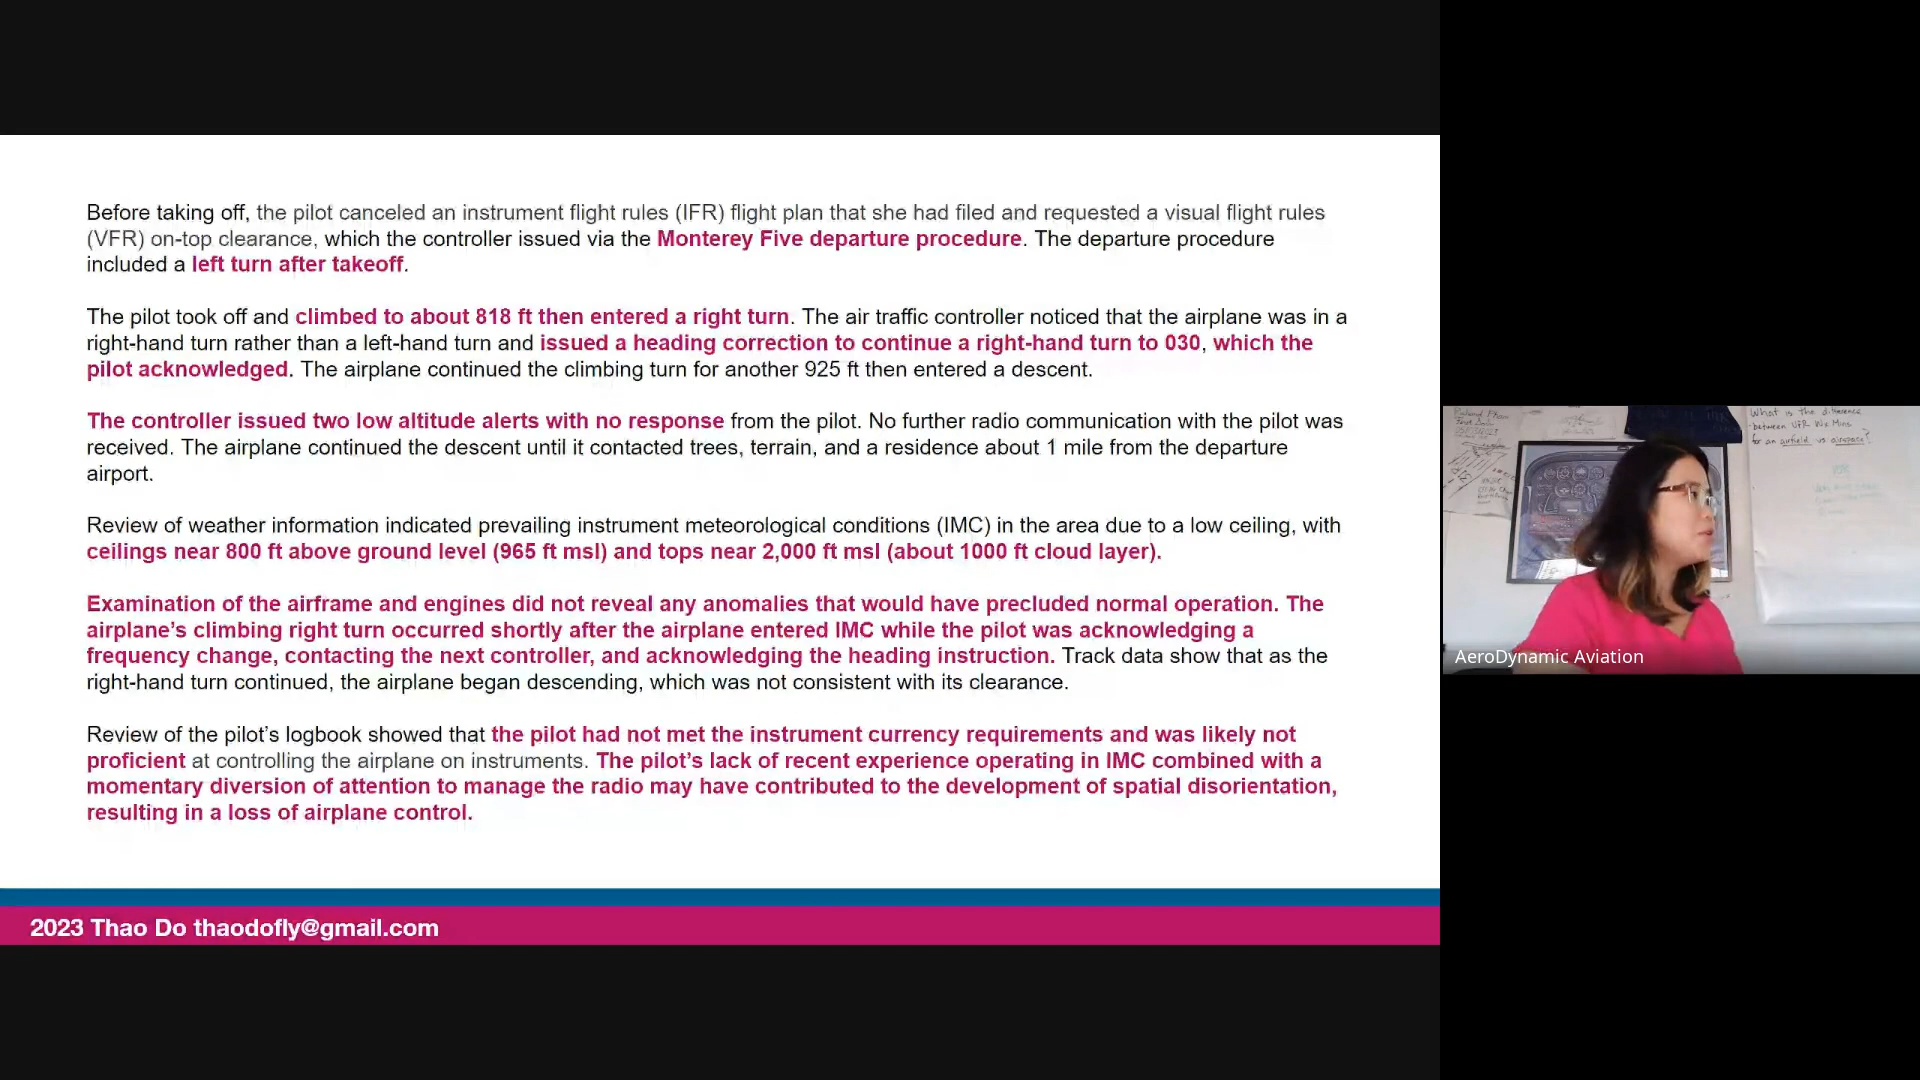 Before taking off, the pilot canceled an instrument flight rules (IFR) flight plan that she had filed and requested a visual flight rules
(VFR) on-top clearance, which the controller issued via the Monterey Five departure procedure. The departure procedure
included a left turn after takeoff.
The pilot took off and climbed to about 818 ft then entered a right turn. The air traffic controller noticed that the airplane was in a
right-hand turn rather than a left-hand turn and issued a heading correction to continue a right-hand turn to 030, which the
pilot acknowledged. The airplane continued the climbing turn for another 925 ft then entered a descent.
The controller issued two low altitude alerts with no response from the pilot. No further radio communication with the pilot was
received. The airplane continued the descent until it contacted trees, terrain, and a residence about 1 mile from the departure
airport.
Review of weather information indicated prevailing instrument meteorological conditions (IMC) in the area due to a low ceiling, with
ceilings near 800 ft above ground level (965 ft msl) and tops near 2,000 ft msl (about 1000 ft cloud layer).
Examination of the airframe and engines did not reveal any anomalies that would have precluded normal operation. The
airplane's climbing right turn occurred shortly after the airplane entered IMC while the pilot was acknowledging a
frequency change, contacting the next controller, and acknowledging the heading instruction. Track data show that as the
right-hand turn continued, the airplane began descending, which was not consistent with its clearance.
Review of the pilot's logbook showed that the pilot had not met the instrument currency requirements and was likely not
proficient at controlling the airplane on instruments. The pilot's lack of recent experience operating in IMC combined with a
momentary diversion of attention to manage the radio may have contributed to the development of spatial disorientation,
resulting in a loss of airplane control.
2023 Thao Do thaodofly@gmail.com
What is the difference
between VFR Wx Mins
for an airfield vs airspace?
AeroDynamic Aviation